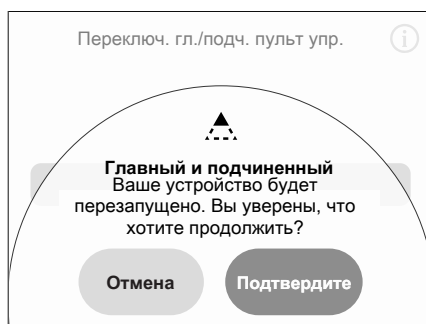 Переключ. гл./подч. пульт упр.
Главный и подчиненный
Ваше устройство будет
перезапущено. Вы уверены, что
хотите продолжить?
Отмена
Подтвердите